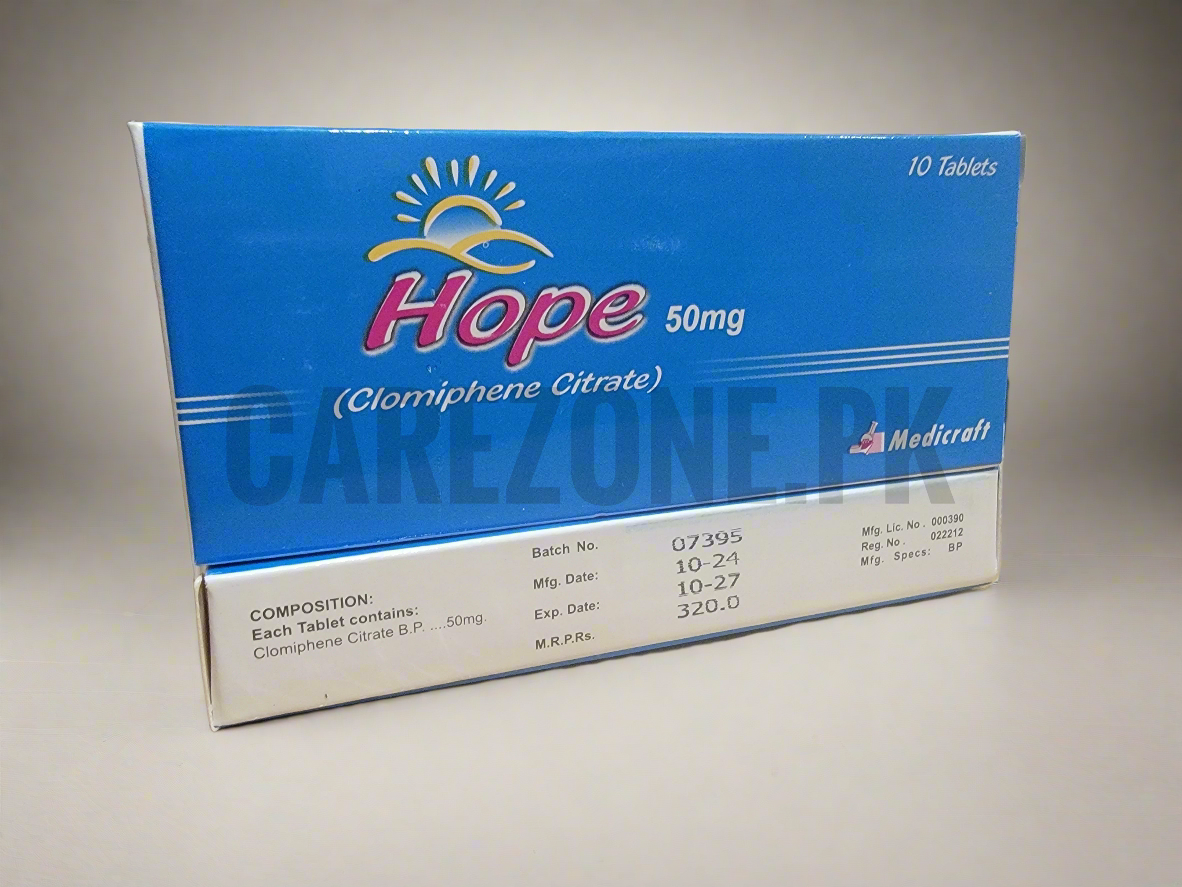 10 Tablets
Hope 50mg
(Clomiphene Citrate)
CAREZONE.PK
Medicraft
COMPOSITION:
Each Tablet contains:
Clomiphene Citrate B.P. ....50mg.
Batch No. 07395
Mfg. Date: 10-24
Exp. Date: 10-27
M.R.P.Rs. 320.0
Mfg. Lic. No. 000390
Reg. No. 022212
Mfg. Specs: BP